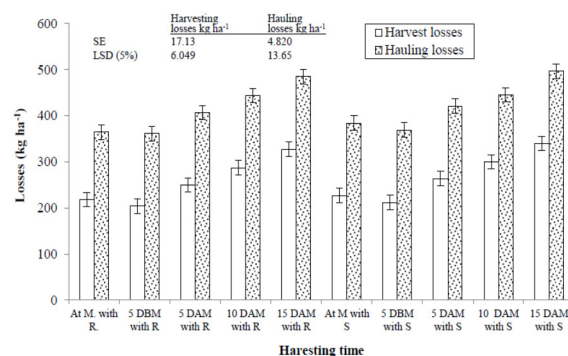 Harvesting Hauling
losses kg ha-1 losses kg ha-1
SE 17.13 4.820
LSD (5%) 6.049 13.65
Harvest losses
Hauling losses
Losses (kg ha-1)
600
500
400
300
200
100
0
At M. with R. 5 DBM with R 5 DAM with R 10 DAM with R 15 DAM with R At M with S 5 DBM with S 5 DAM with S 10 DAM with S 15 DAM with S
Haresting time